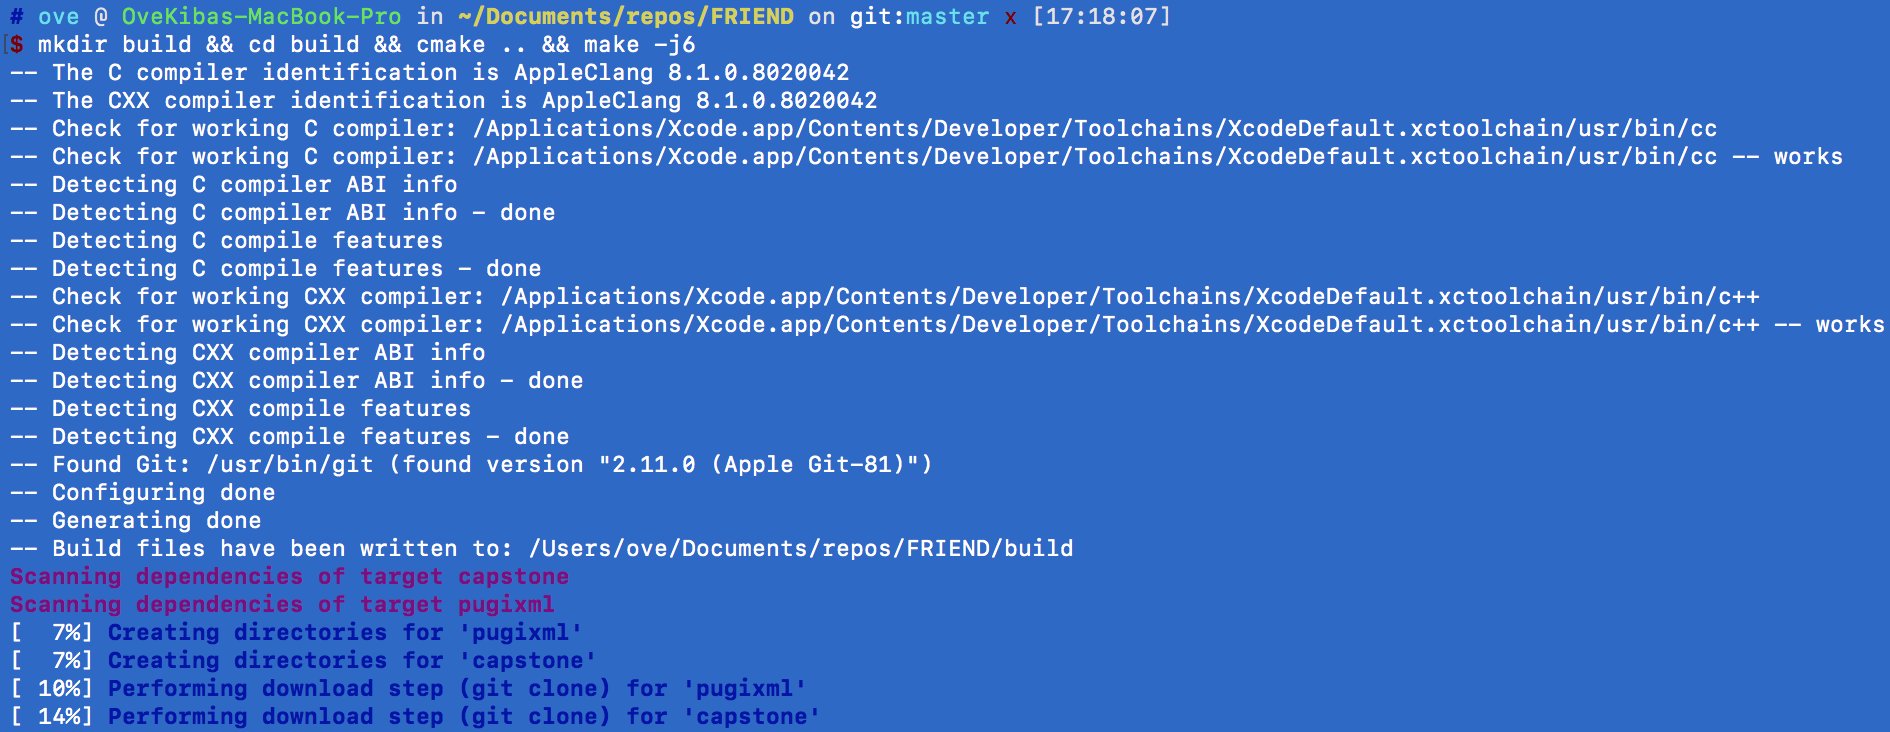 # ove @ OveKibas-MacBook-Pro in ~/Documents/repos/FRIEND on git:master x [17:18:07]
$ mkdir build && cd build && cmake .. && make -j6
-- The C compiler identification is AppleClang 8.1.0.8020042
-- The CXX compiler identification is AppleClang 8.1.0.8020042
-- Check for working C compiler: /Applications/Xcode.app/Contents/Developer/Toolchains/XcodeDefault.xctoolchain/usr/bin/cc
-- Check for working C compiler: /Applications/Xcode.app/Contents/Developer/Toolchains/XcodeDefault.xctoolchain/usr/bin/cc -- works
-- Detecting C compiler ABI info
-- Detecting C compiler ABI info - done
-- Detecting C compile features
-- Detecting C compile features - done
-- Check for working CXX compiler: /Applications/Xcode.app/Contents/Developer/Toolchains/XcodeDefault.xctoolchain/usr/bin/c++
-- Check for working CXX compiler: /Applications/Xcode.app/Contents/Developer/Toolchains/XcodeDefault.xctoolchain/usr/bin/c++ -- works
-- Detecting CXX compiler ABI info
-- Detecting CXX compiler ABI info - done
-- Detecting CXX compile features
-- Detecting CXX compile features - done
-- Found Git: /usr/bin/git (found version "2.11.0 (Apple Git-81)")
-- Configuring done
-- Generating done
-- Build files have been written to: /Users/ove/Documents/repos/FRIEND/build
Scanning dependencies of target capstone
Scanning dependencies of target pugixml
[  7%] Creating directories for 'pugixml'
[  7%] Creating directories for 'capstone'
[ 10%] Performing download step (git clone) for 'pugixml'
[ 14%] Performing download step (git clone) for 'capstone'